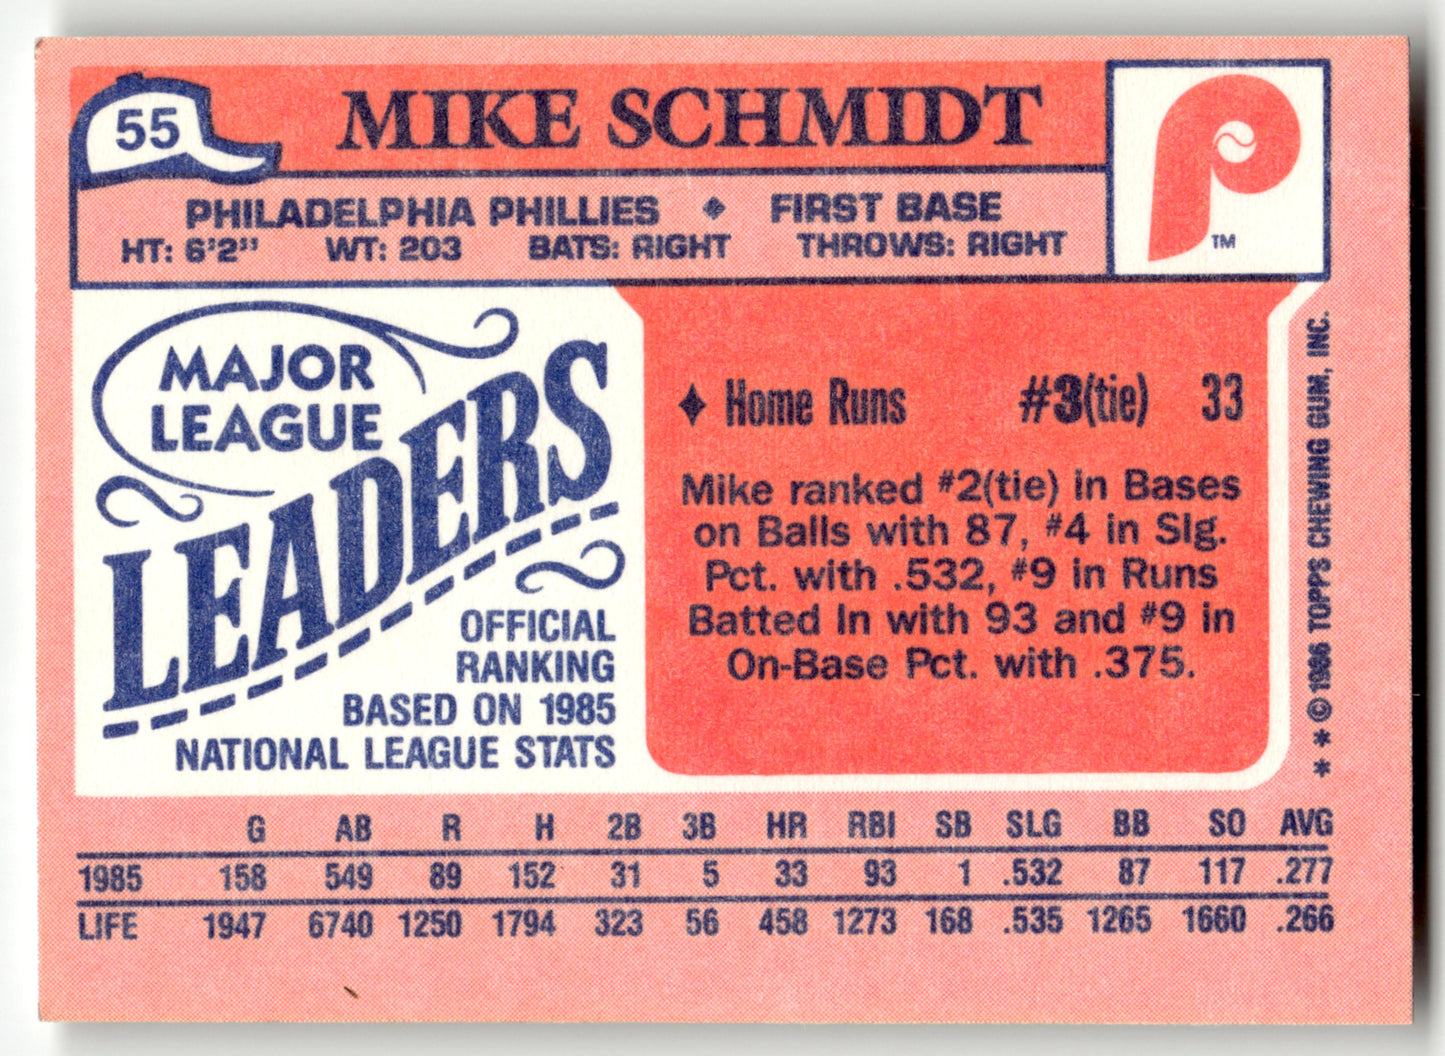 55
MIKE SCHMIDT
P
TM
PHILADELPHIA PHILLIES ♦ FIRST BASE
HT: 6'2" WT: 203 BATS: RIGHT THROWS: RIGHT
MAJOR
LEAGUE
LEADERS
OFFICIAL
RANKING
BASED ON 1985
NATIONAL LEAGUE STATS
♦ Home Runs #3(tie) 33
Mike ranked #2(tie) in Bases
on Balls with 87, #4 in Slg.
Pct. with .532, #9 in Runs
Batted In with 93 and #9 in
On-Base Pct. with .375.
* * © 1986 TOPPS CHEWING GUM, INC.
G AB R H 2B 3B HR RBI SB SLG BB SO AVG
1985 158 549 89 152 31 5 33 93 1 .532 87 117 .277
LIFE 1947 6740 1250 1794 323 56 458 1273 168 .535 1265 1660 .266